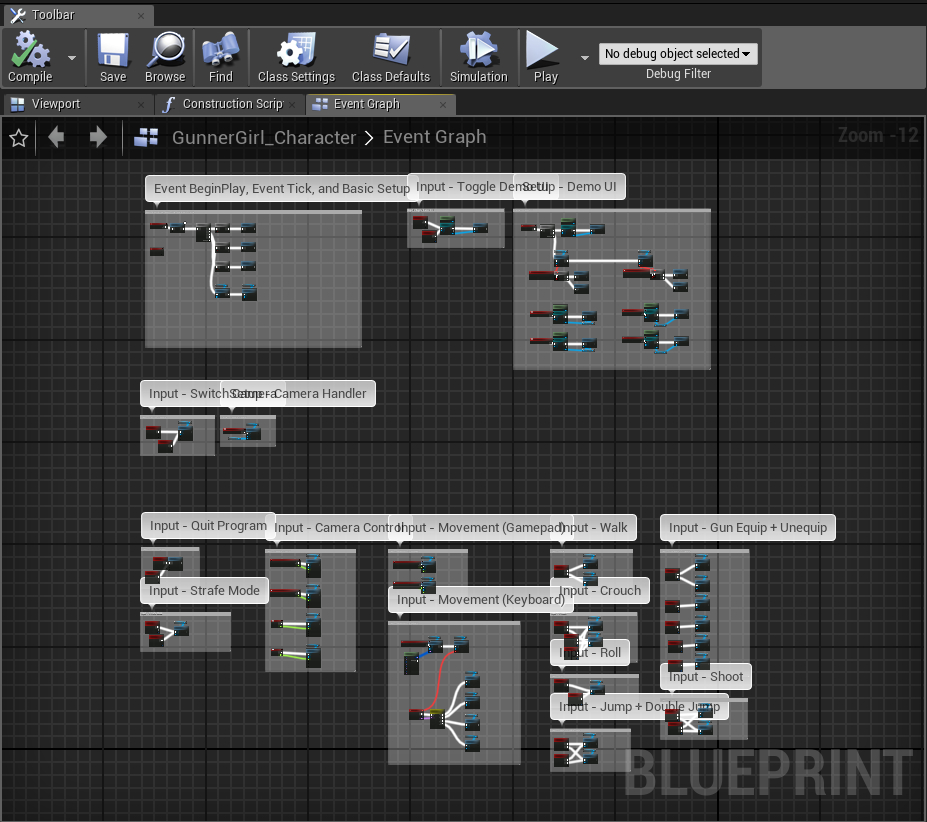 Toolbar
Compile
Save
Browse
Find
Class Settings
Class Defaults
Simulation
Play
No debug object selected
Debug Filter
Viewport
Construction Scrip
Event Graph
GunnerGirl_Character > Event Graph
Zoom -12
Event BeginPlay, Event Tick, and Basic Setup
Input - Toggle Demo UI
Setup - Demo UI
Input - Switch Camera
Setup - Camera Handler
Input - Quit Program
Input - Camera Control
Input - Movement (Gamepad)
Input - Walk
Input - Gun Equip + Unequip
Input - Strafe Mode
Input - Movement (Keyboard)
Input - Crouch
Input - Roll
Input - Shoot
Input - Jump + Double Jump
BLUEPRINT